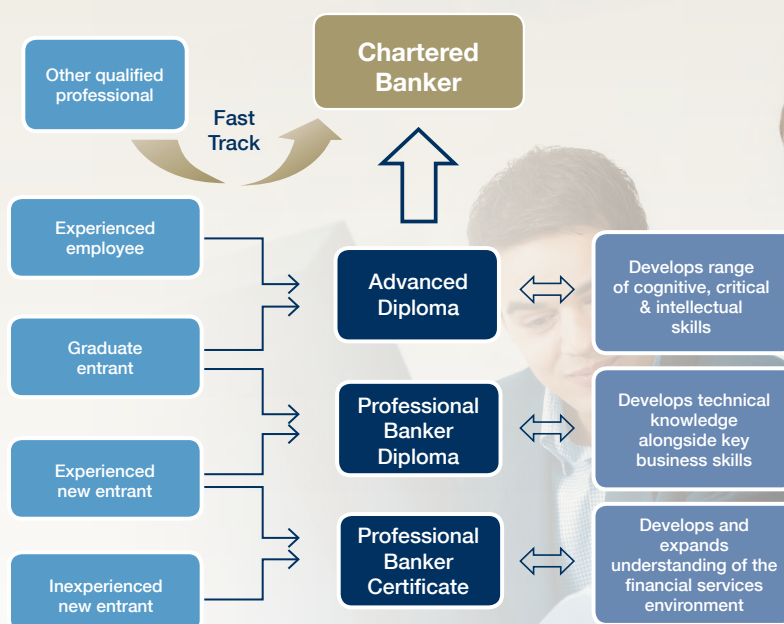 Other qualified
professional
Chartered
Banker
Fast
Track
Experienced
employee
Advanced
Diploma
Develops range
of cognitive, critical
& intellectual
skills
Graduate
entrant
Professional
Banker
Diploma
Develops technical
knowledge
alongside key
business skills
Experienced
new entrant
Professional
Banker
Certificate
Develops and
expands
understanding of the
financial services
environment
Inexperienced
new entrant